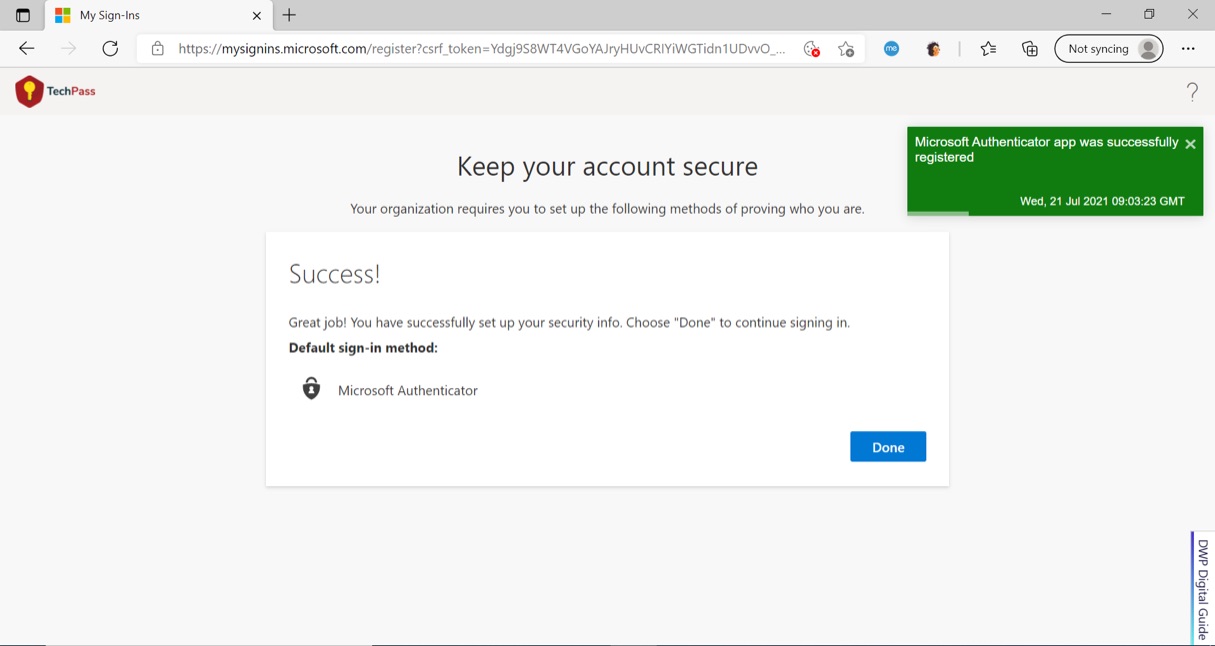 My Sign-Ins
https://mysignins.microsoft.com/register?csrf_token=Ydgj9S8WT4VGoYAJryHUvCRlYiWGTidn1UDvvO_...
me
Not syncing
TechPass
?
Microsoft Authenticator app was successfully
registered
Wed, 21 Jul 2021 09:03:23 GMT
Keep your account secure
Your organization requires you to set up the following methods of proving who you are.
Success!
Great job! You have successfully set up your security info. Choose "Done" to continue signing in.
Default sign-in method:
Microsoft Authenticator
Done
DWP Digital Guide